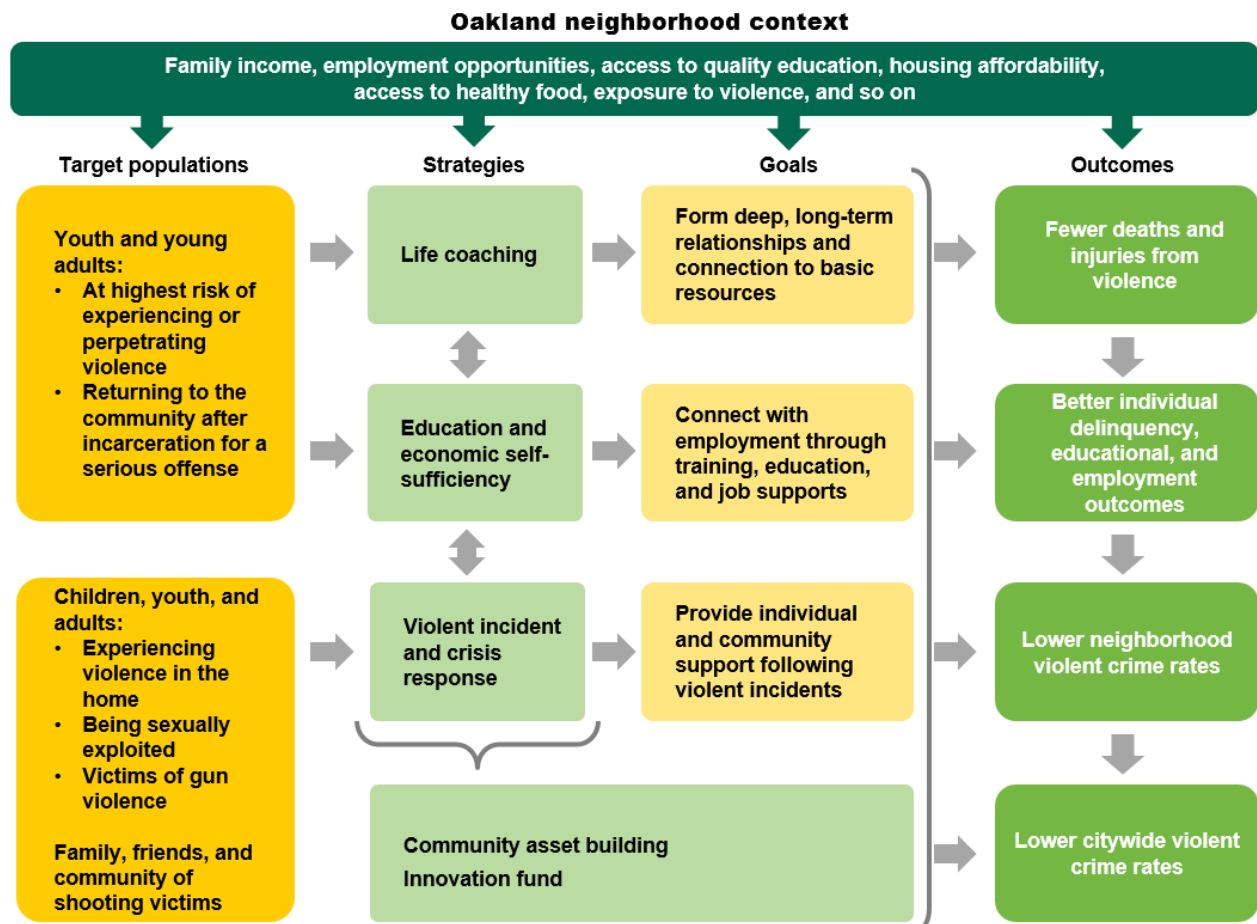 Oakland neighborhood context
Family income, employment opportunities, access to quality education, housing affordability,
access to healthy food, exposure to violence, and so on
Target populations
Strategies
Goals
Outcomes
Youth and young
adults:
• At highest risk of
experiencing or
perpetrating
violence
• Returning to the
community after
incarceration for a
serious offense
Life coaching
Form deep, long-term
relationships and
connection to basic
resources
Fewer deaths and
injuries from
violence
Education and
economic self-
sufficiency
Connect with
employment through
training, education,
and job supports
Better individual
delinquency,
educational, and
employment
outcomes
Children, youth, and
adults:
• Experiencing
violence in the
home
• Being sexually
exploited
• Victims of gun
violence
Family, friends, and
community of
shooting victims
Violent incident
and crisis
response
Provide individual
and community
support following
violent incidents
Lower neighborhood
violent crime rates
Community asset building
Innovation fund
Lower citywide violent
crime rates